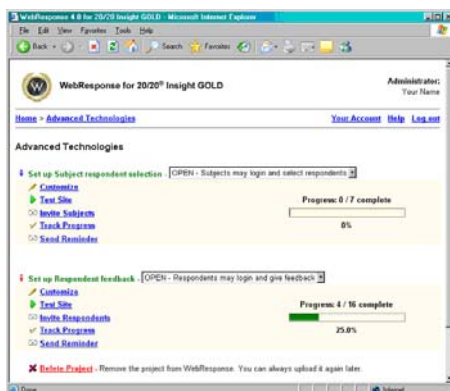 WebResponse 4.0 for 20/20 Insight GOLD - Microsoft Internet Explorer
File Edit View Favorites Tools Help
Back Search Favorites
WebResponse for 20/20® Insight GOLD
Administrator:
Your Name
Home > Advanced Technologies Your Account Help Log out
Advanced Technologies
Set up Subject respondent selection - OPEN - Subjects may login and select respondents
Customize
Test Site Progress: 0 / 7 complete
Invite Subjects
Track Progress 0%
Send Reminder
Set up Respondent feedback - OPEN - Respondents may login and give feedback
Customize
Test Site Progress: 4 / 16 complete
Invite Respondents
Track Progress 25.0%
Send Reminder
Delete Project - Remove the project from WebResponse. You can always upload it again later.
Done Internet